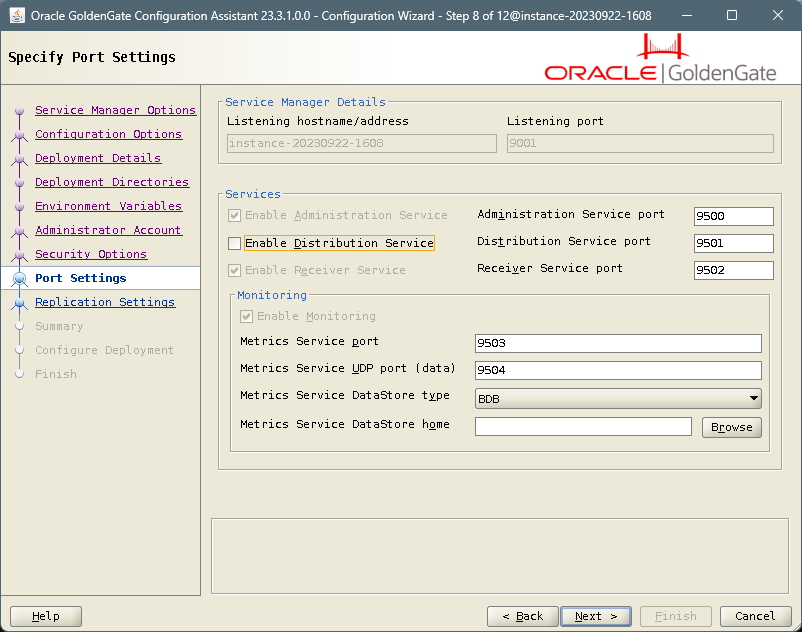 Oracle GoldenGate Configuration Assistant 23.3.1.0.0 - Configuration Wizard - Step 8 of 12@instance-20230922-1608
Specify Port Settings
ORACLE | GoldenGate
Service Manager Options
Configuration Options
Deployment Details
Deployment Directories
Environment Variables
Administrator Account
Security Options
Port Settings
Replication Settings
Summary
Configure Deployment
Finish
Service Manager Details
Listening hostname/address Listening port
instance-20230922-1608 9001
Services
Enable Administration Service Administration Service port 9500
Enable Distribution Service Distribution Service port 9501
Enable Receiver Service Receiver Service port 9502
Monitoring
Enable Monitoring
Metrics Service port 9503
Metrics Service UDP port (data) 9504
Metrics Service DataStore type BDB
Metrics Service DataStore home Browse
Help < Back Next > Finish Cancel